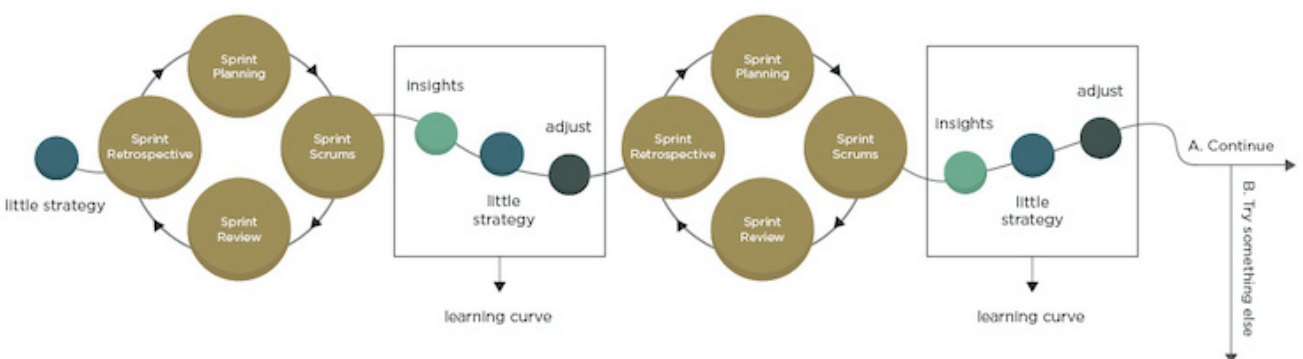 little strategy
Sprint
Planning
Sprint
Retrospective
Sprint
Scrums
Sprint
Review
insights
little
strategy
adjust
learning curve
Sprint
Planning
Sprint
Retrospective
Sprint
Scrums
Sprint
Review
insights
little
strategy
adjust
learning curve
A. Continue
B. Try something else